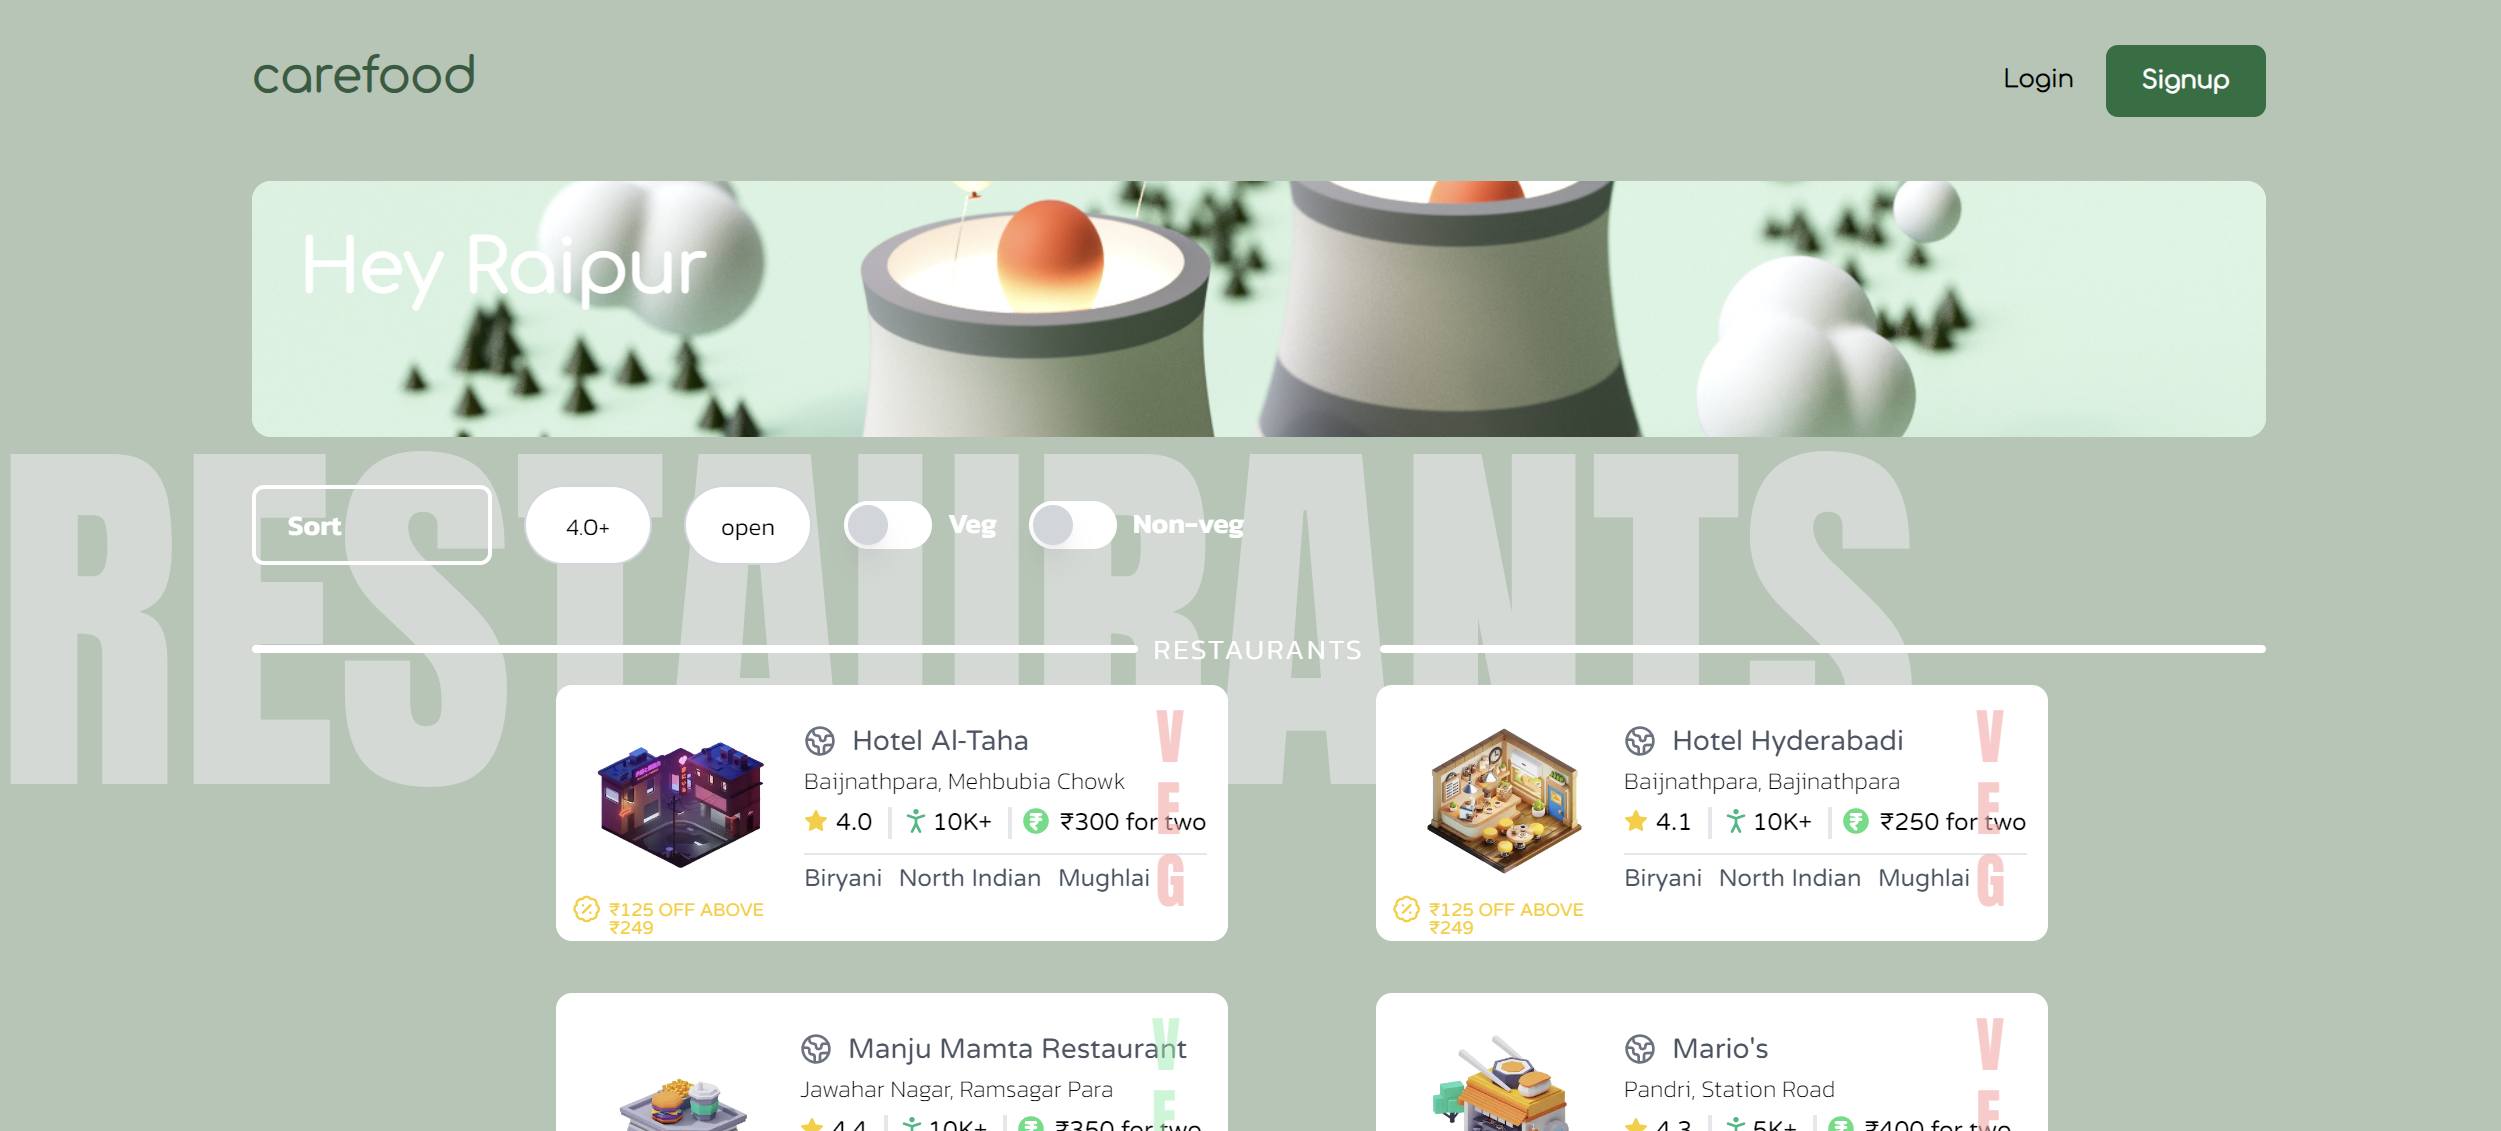 carefood
Login
Signup
Hey Raipur
RESTAURANTS
Sort
4.0+
open
Veg
Non-veg
RESTAURANTS
Hotel Al-Taha
Baijnathpara, Mehbubia Chowk
4.0
10K+
₹300 for two
Biryani North Indian Mughlai
₹125 OFF ABOVE
₹249
VEG
Hotel Hyderabadi
Baijnathpara, Bajinathpara
4.1
10K+
₹250 for two
Biryani North Indian Mughlai
₹125 OFF ABOVE
₹249
VEG
Manju Mamta Restaurant
Jawahar Nagar, Ramsagar Para
4.4
10K+
₹350 for two
VE
Mario's
Pandri, Station Road
4.3
5K+
₹400 for two
VE